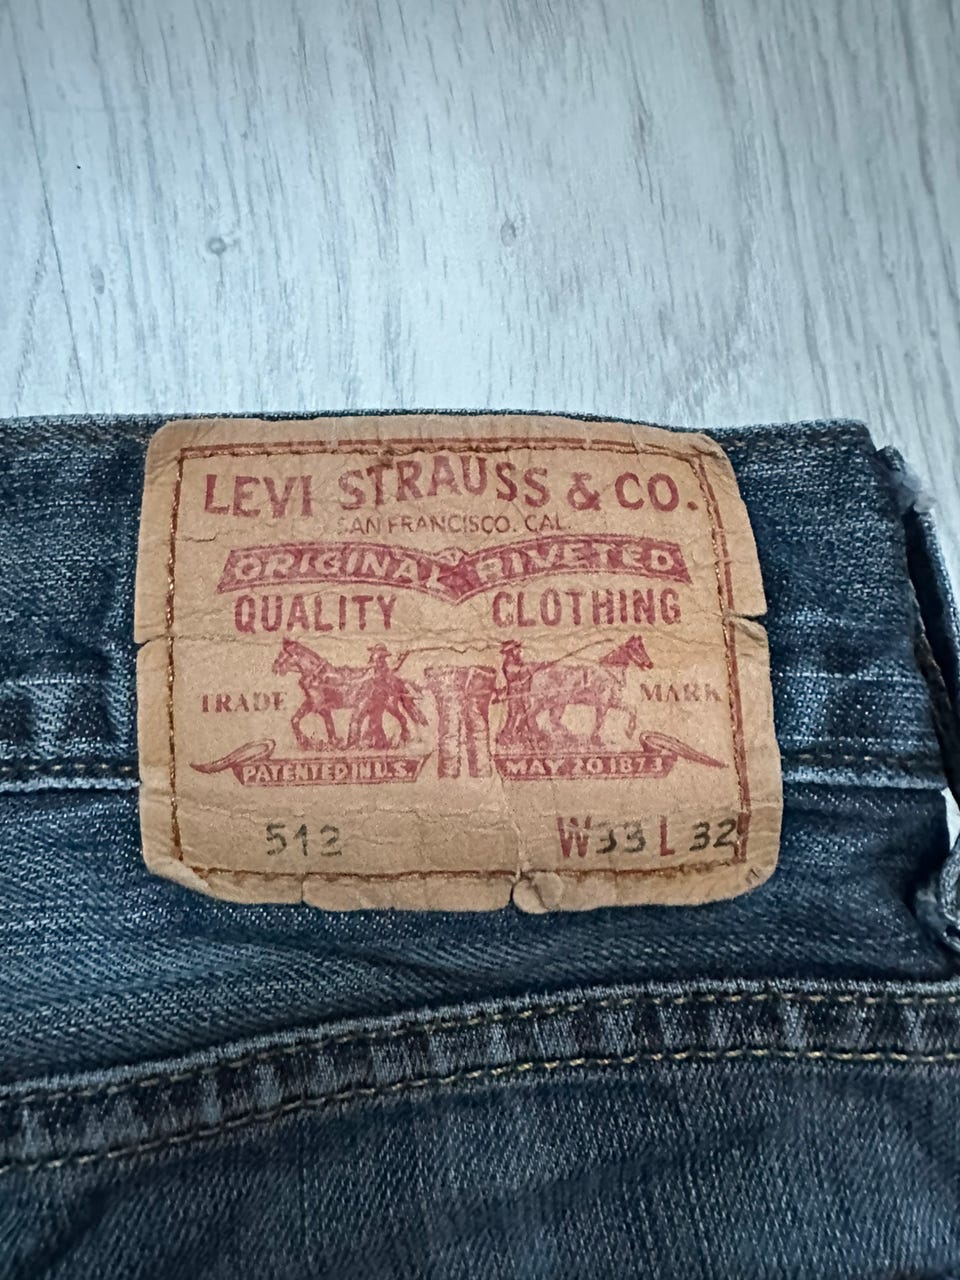 LEVI STRAUSS & CO.
SAN FRANCISCO. CAL.
ORIGINAL RIVETED
QUALITY CLOTHING
TRADE MARK
PATENTED IN U.S. MAY 20 1873
512 W33 L 32